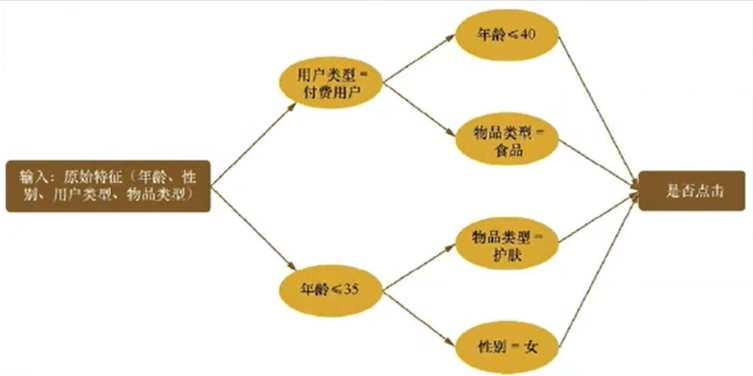 年龄≤40
用户类型=
付费用户
物品类型=
食品
输入：原始特征（年龄、性
别、用户类型、物品类型）
是否点击
物品类型=
护肤
年龄≤35
性别=女